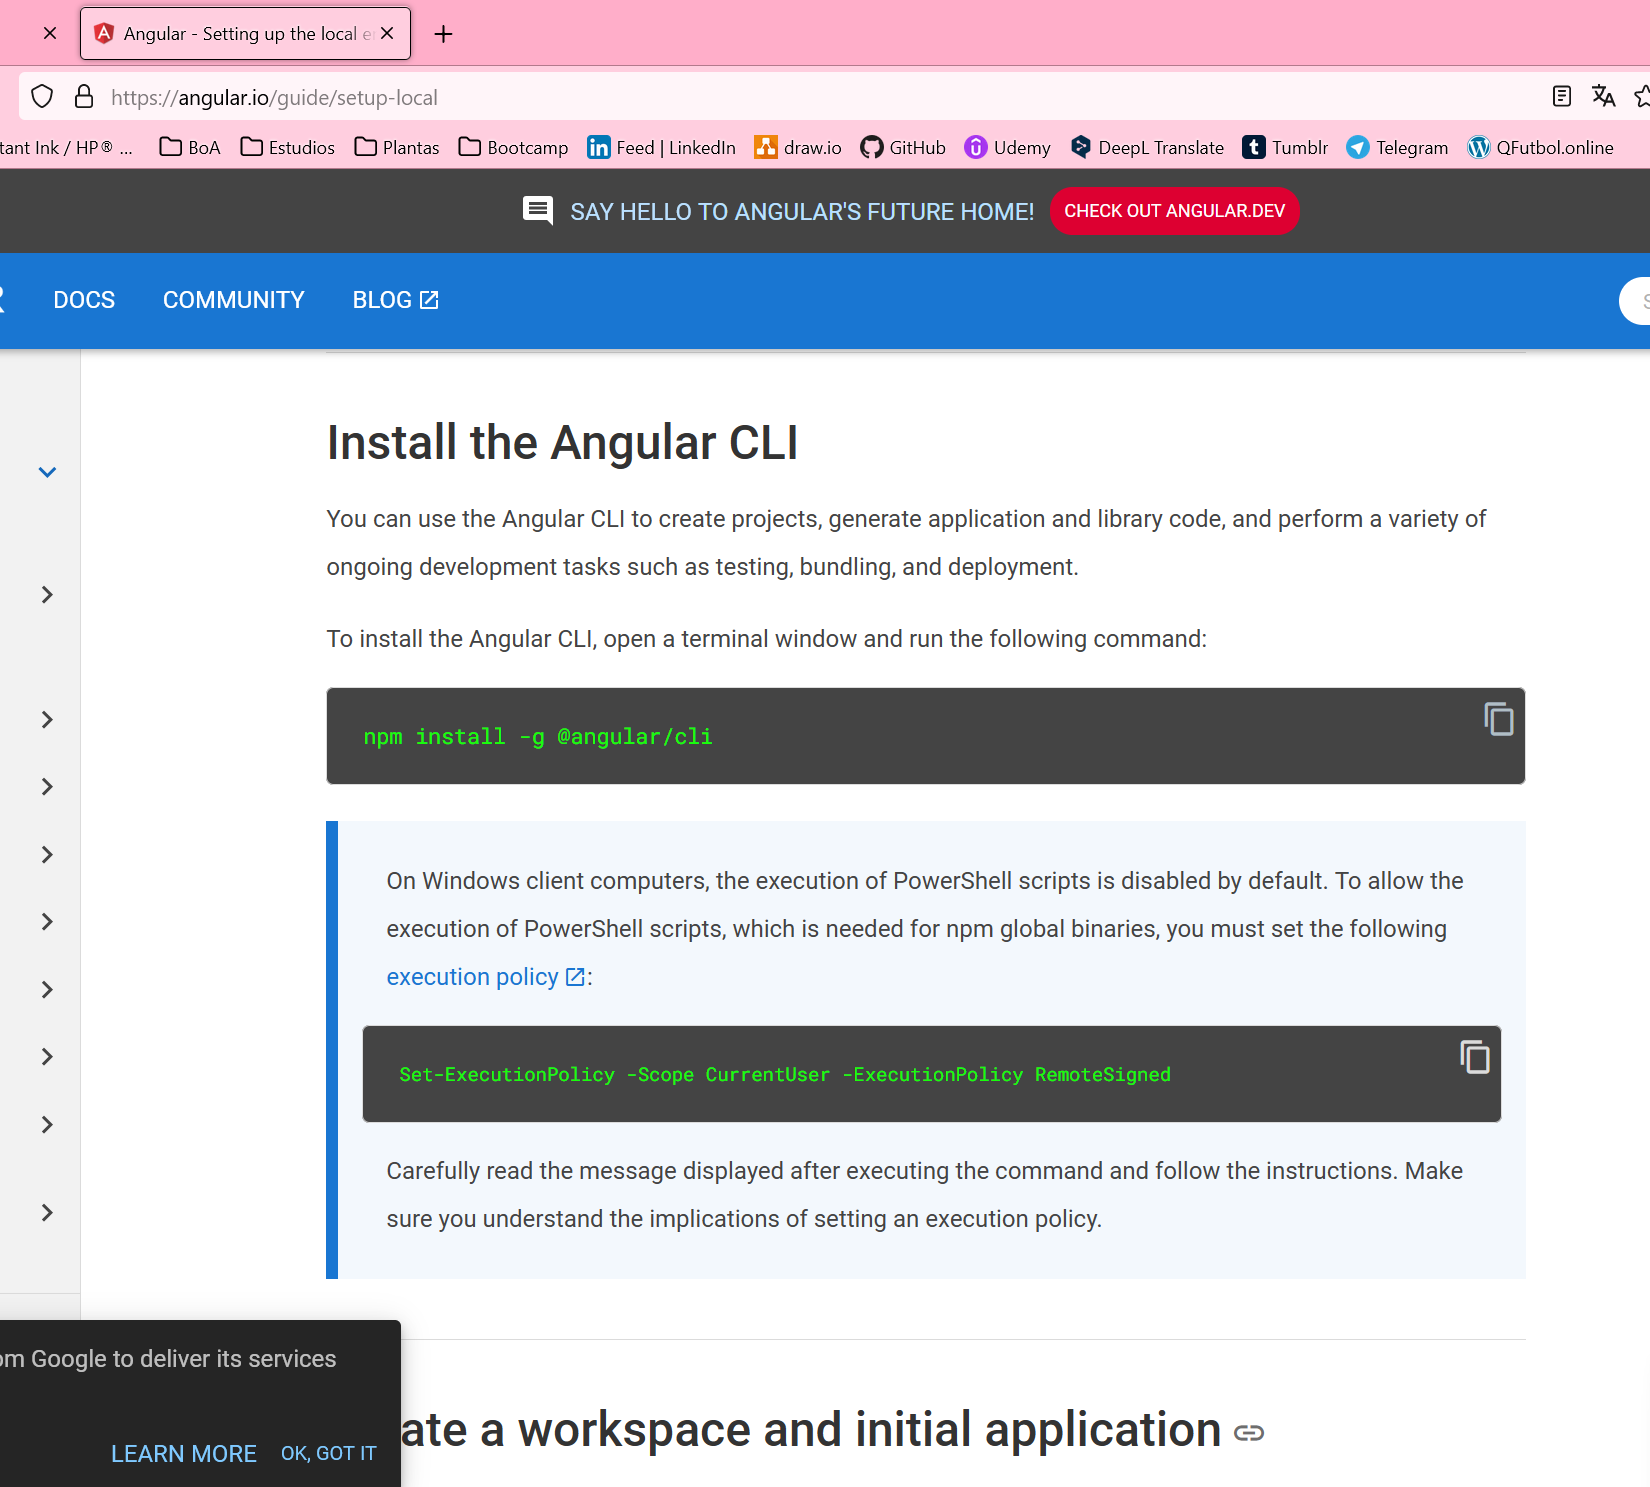 Angular - Setting up the local e
https://angular.io/guide/setup-local
tant Ink / HP® ... BoA Estudios Plantas Bootcamp Feed | LinkedIn draw.io GitHub Udemy DeepL Translate Tumblr Telegram QFutbol.online
SAY HELLO TO ANGULAR'S FUTURE HOME! CHECK OUT ANGULAR.DEV
DOCS COMMUNITY BLOG
Install the Angular CLI
You can use the Angular CLI to create projects, generate application and library code, and perform a variety of
ongoing development tasks such as testing, bundling, and deployment.
To install the Angular CLI, open a terminal window and run the following command:
npm install -g @angular/cli
On Windows client computers, the execution of PowerShell scripts is disabled by default. To allow the
execution of PowerShell scripts, which is needed for npm global binaries, you must set the following
execution policy :
Set-ExecutionPolicy -Scope CurrentUser -ExecutionPolicy RemoteSigned
Carefully read the message displayed after executing the command and follow the instructions. Make
sure you understand the implications of setting an execution policy.
om Google to deliver its services
LEARN MORE OK, GOT IT
ate a workspace and initial application